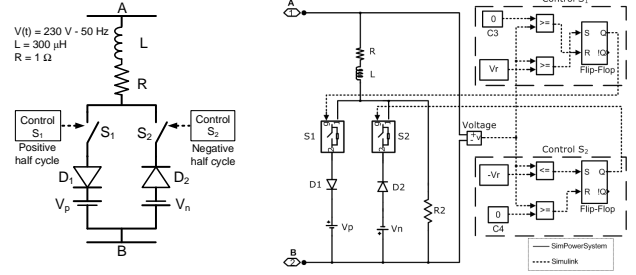 A
V(t) = 230 V - 50 Hz
L = 300 μH
R = 1 Ω
L
R
Control
S1
Positive
half cycle
S1
S2
Control
S2
Negative
half cycle
D1
D2
Vp
Vn
B
A
1
R
L
S1
S2
D1
D2
Vp
Vn
R2
B
2
Voltage
+
-
v
Control S1
0
C3
>=
Vr
>=
S Q
R !Q
Flip-Flop
Control S2
-Vr
<=
0
C4
>=
S Q
R !Q
Flip-Flop
SimPowerSystem
Simulink